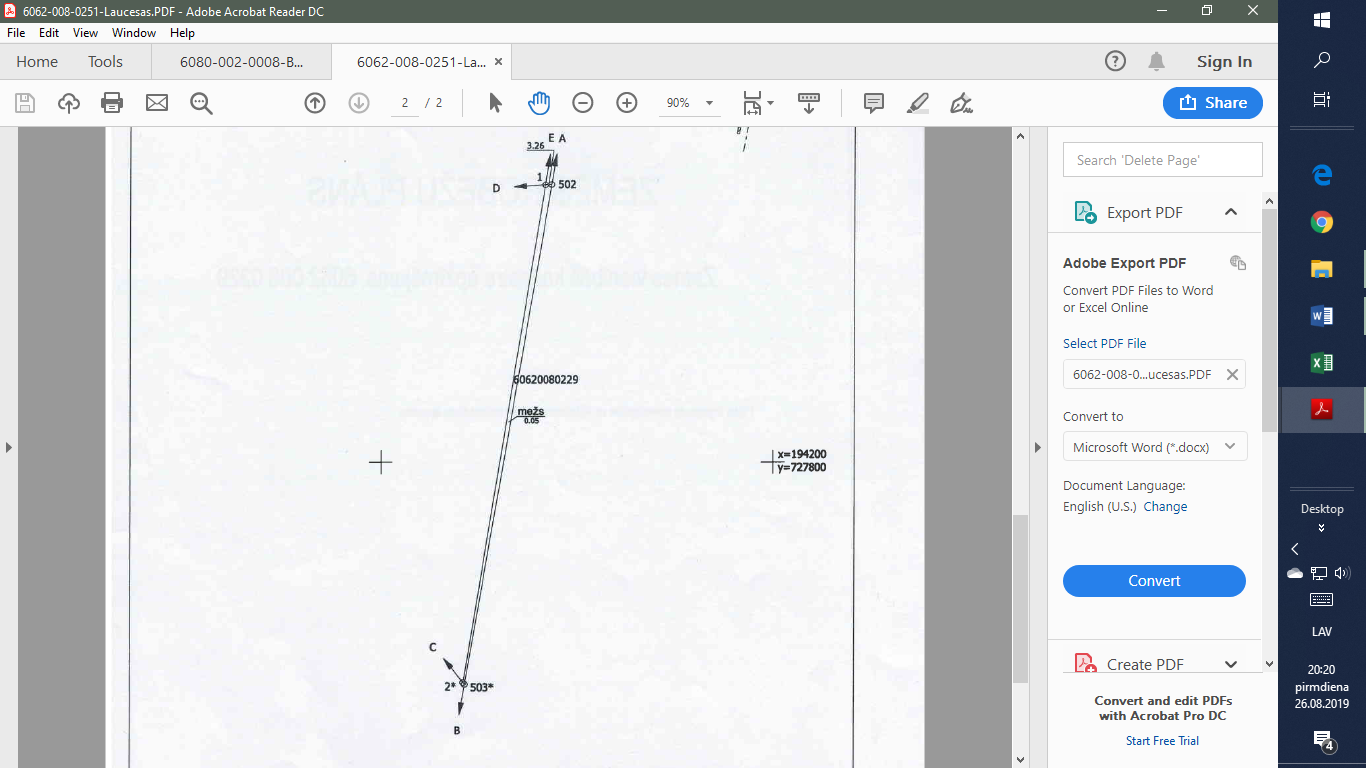 6062-008-0251-Laucesas.PDF - Adobe Acrobat Reader DC
File Edit View Window Help
Home Tools 6080-002-0008-B... 6062-008-0251-La... × Sign In
2 / 2 90% Share
E A
3.26
1
D 502
60620080229
mežs
0.05
x=194200
y=727800
C
2* 503*
B
ZEMES ROBEŽU PLĀNS
Search 'Delete Page'
Export PDF
Adobe Export PDF
Convert PDF Files to Word
or Excel Online
Select PDF File
6062-008-0...ucesas.PDF
Convert to
Microsoft Word (*.docx)
Document Language:
English (U.S.) Change
Convert
Create PDF
Convert and edit PDFs
with Acrobat Pro DC
Start Free Trial
Desktop
LAV
20:20
pirmdiena
26.08.2019
4